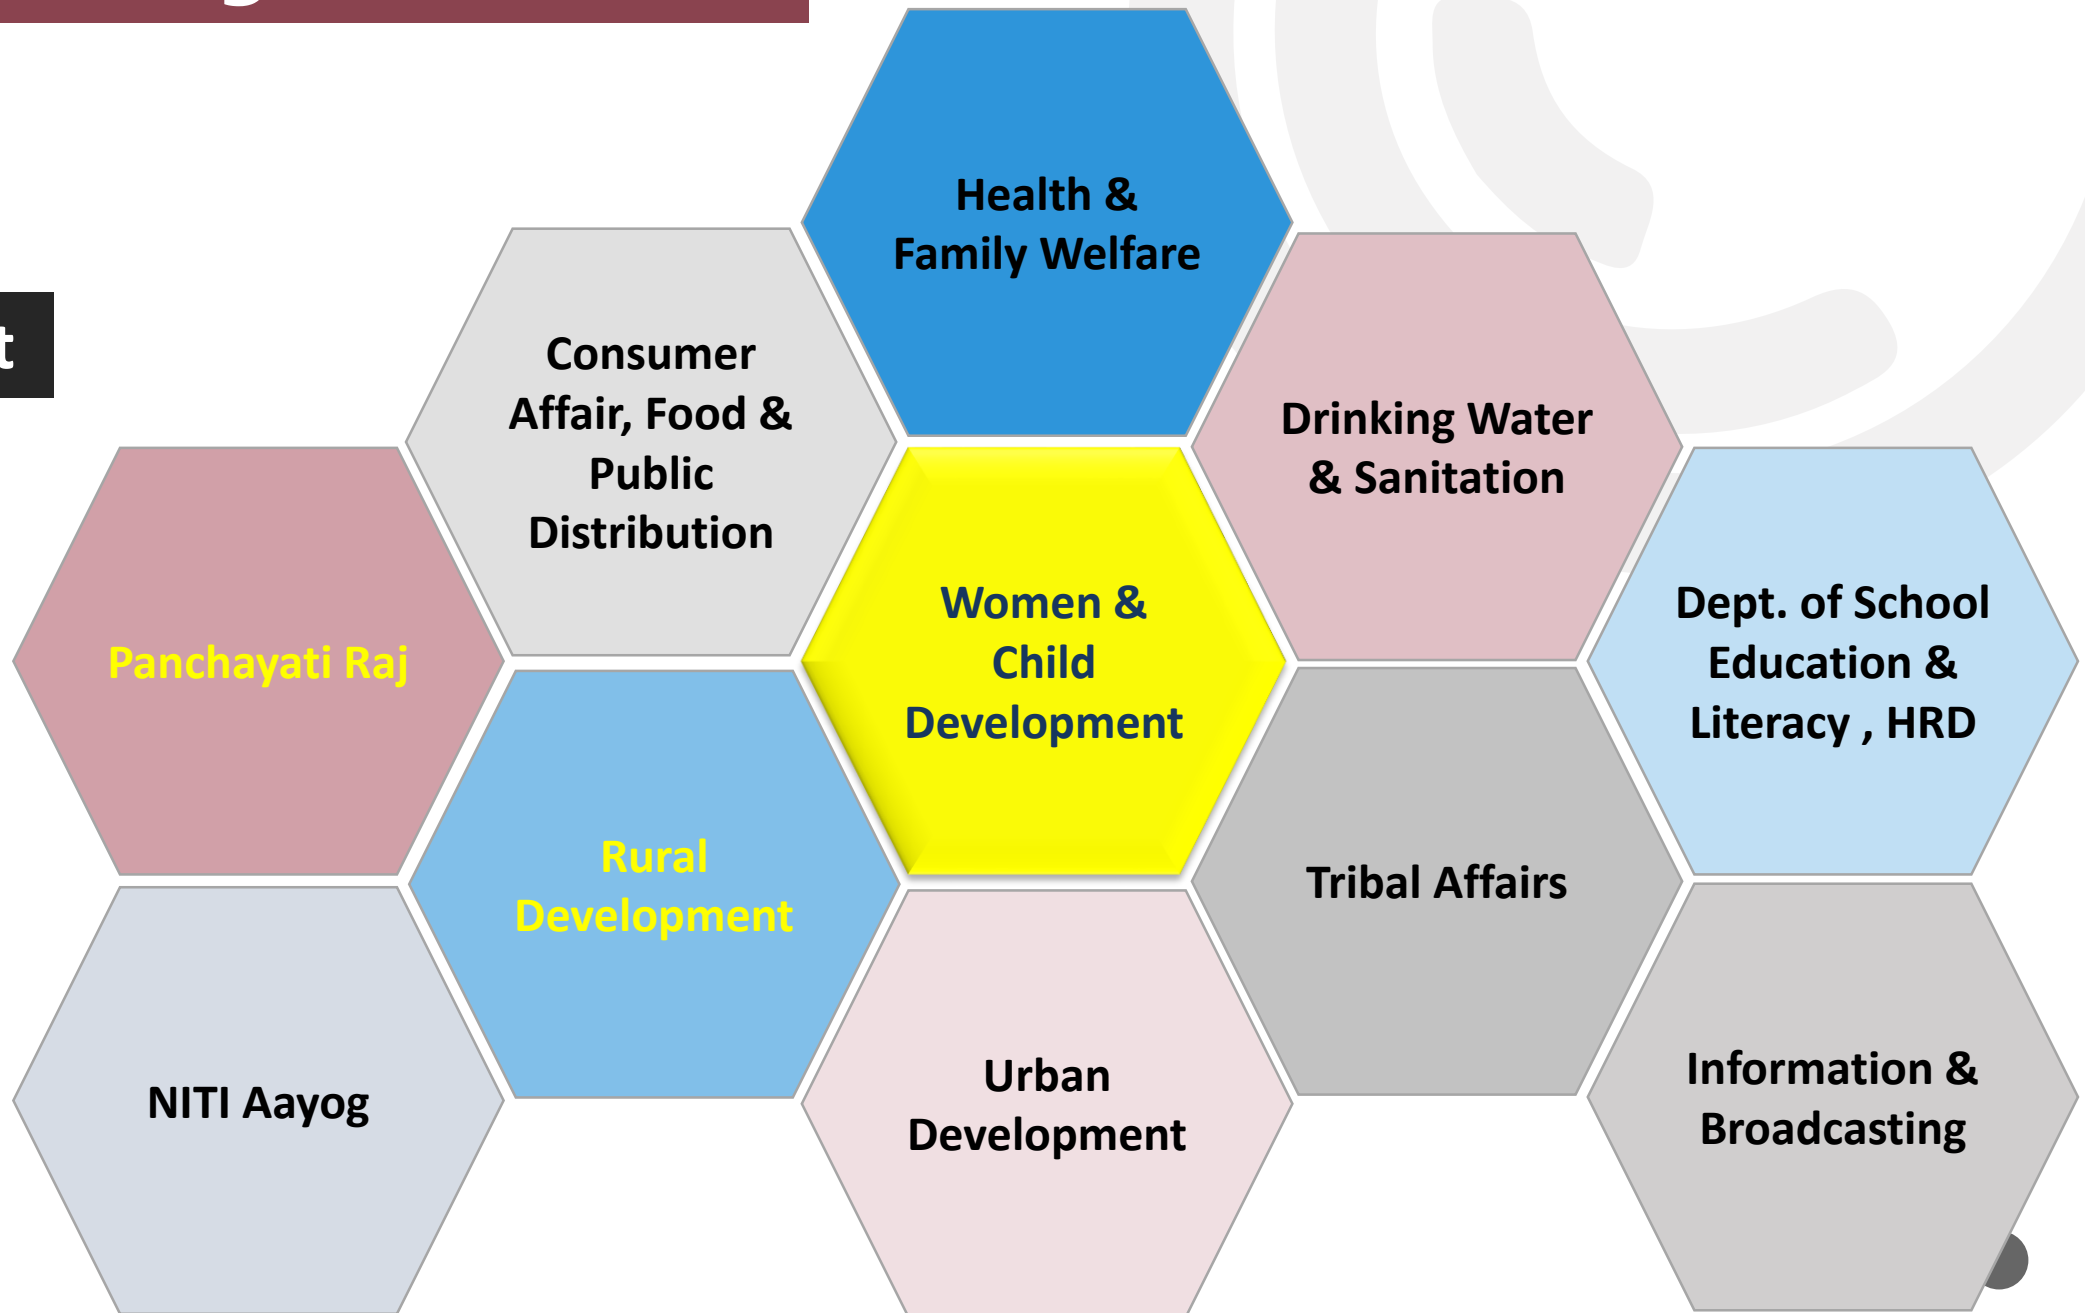 Health &
Family Welfare
Consumer
Affair, Food &
Public
Distribution
Drinking Water
& Sanitation
Panchayati Raj
Women &
Child
Development
Dept. of School
Education &
Literacy , HRD
Rural
Development
Tribal Affairs
NITI Aayog
Urban
Development
Information &
Broadcasting